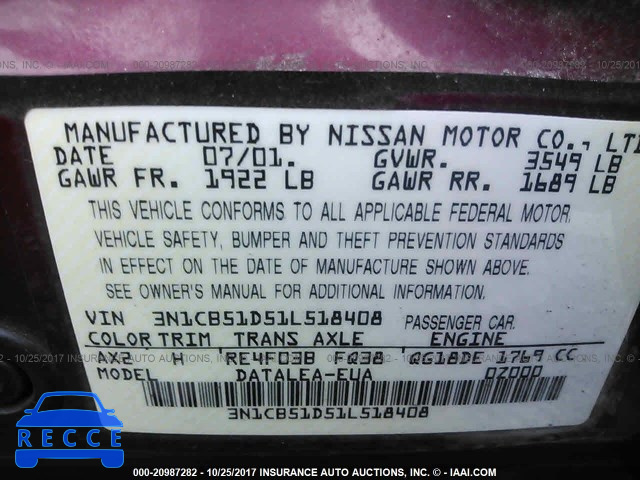 MANUFACTURED BY NISSAN MOTOR CO., LTD
DATE 07/01. GVWR. 3549 LB
GAWR FR. 1922 LB GAWR RR. 1689 LB
THIS VEHICLE CONFORMS TO ALL APPLICABLE FEDERAL MOTOR
VEHICLE SAFETY, BUMPER AND THEFT PREVENTION STANDARDS
IN EFFECT ON THE DATE OF MANUFACTURE SHOWN ABOVE.
SEE OWNER'S MANUAL FOR ADDITIONAL INFORMATION.
VIN 3N1CB51D51L518408 PASSENGER CAR.
COLOR TRIM TRANS AXLE ENGINE
AX2 H RE4F03B FQ38 QG18DE 1769 CC
MODEL DATALEA-EUA 0Z000
3N1CB51D51L518408
RECCE
000-20987282 - 10/25/2017 INSURANCE AUTO AUCTIONS, INC. - © IAAI.COM